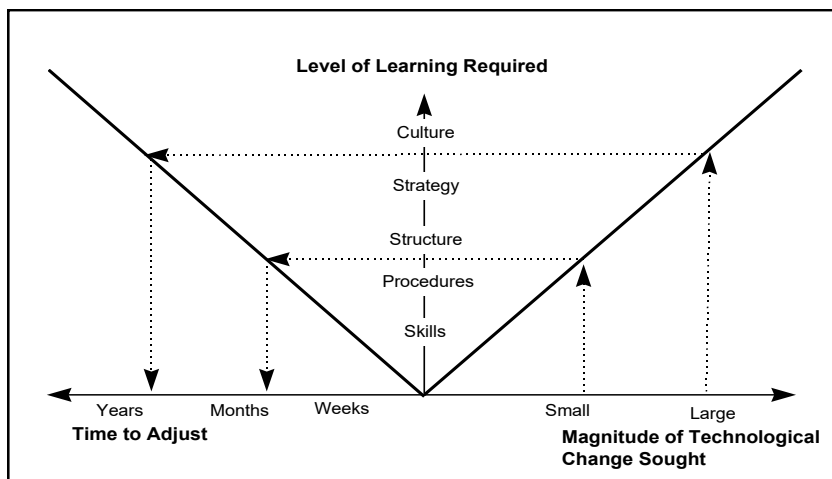 Level of Learning Required
Culture
Strategy
Structure
Procedures
Skills
Years Months Weeks Small Large
Time to Adjust Magnitude of Technological
Change Sought